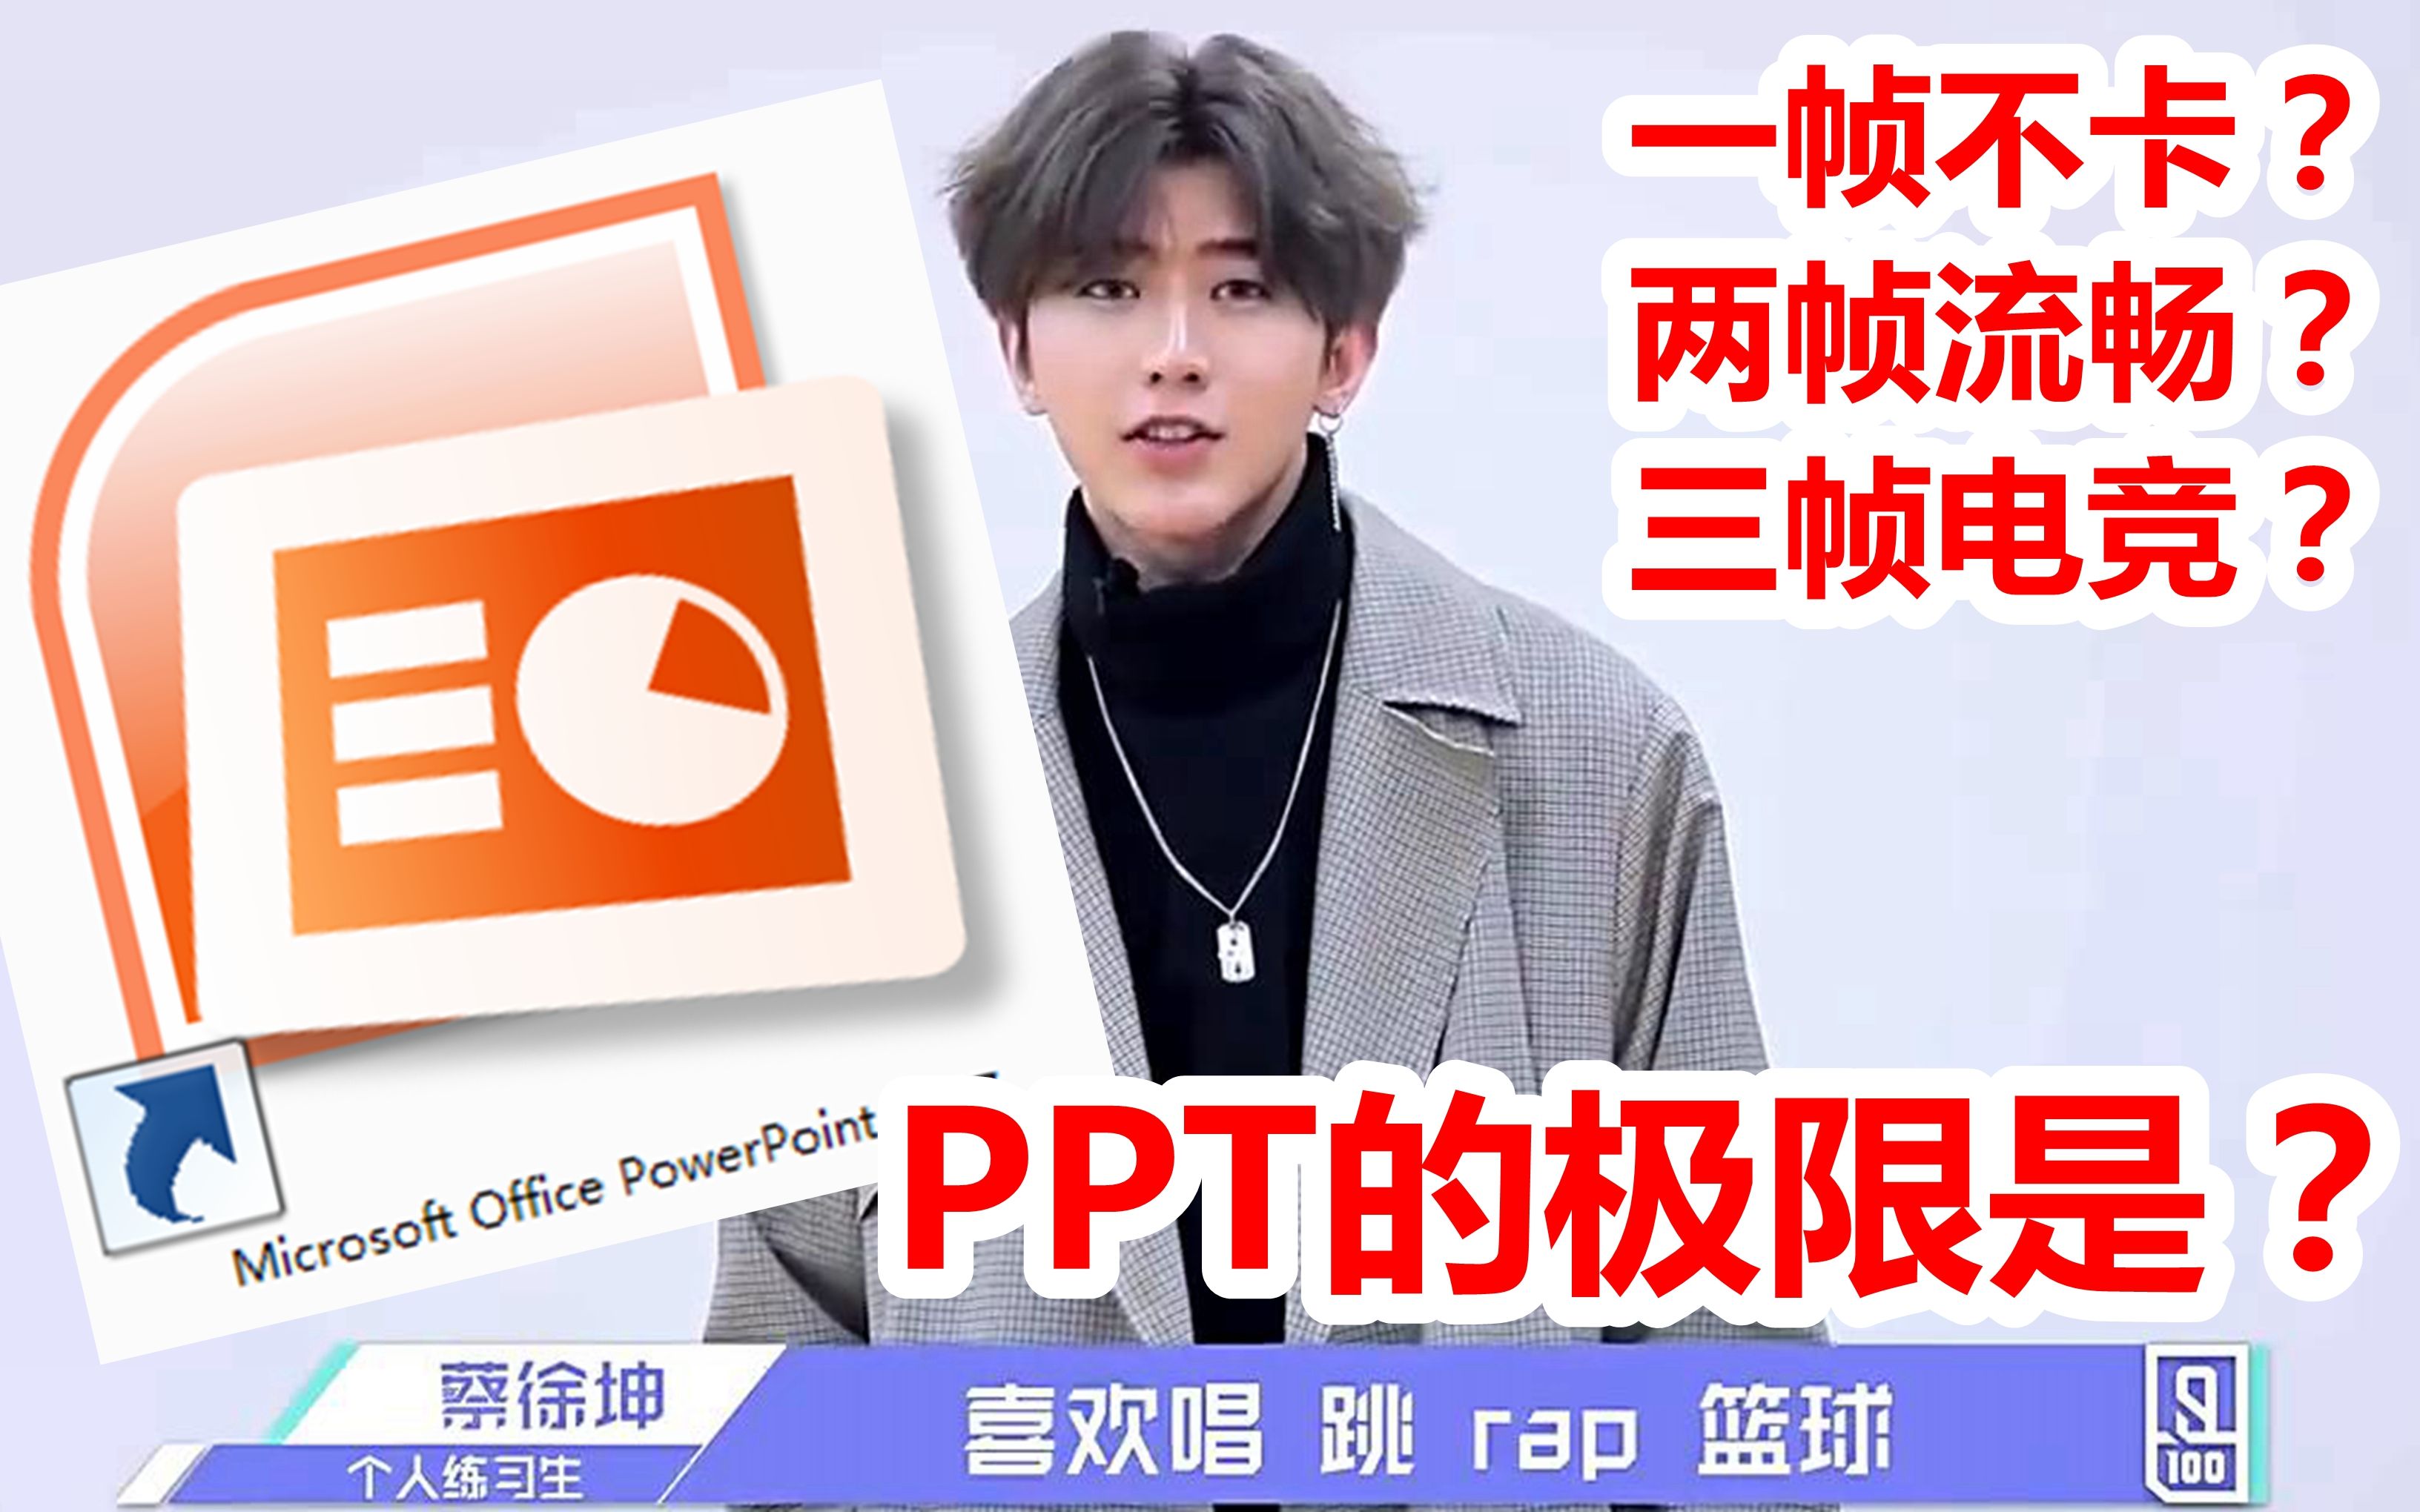 一帧不卡？
两帧流畅？
三帧电竞？
Microsoft Office PowerPoint
PPT的极限是？
蔡徐坤
个人练习生
喜欢唱 跳 rap 篮球
100